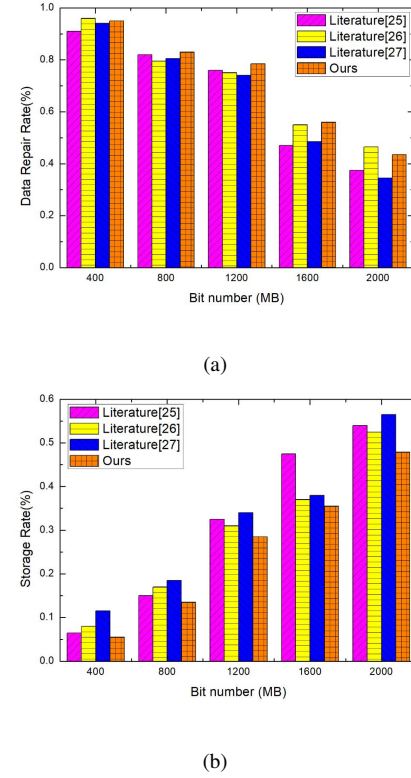 1.0
0.8
0.6
0.4
0.2
0.0
Data Repair Rate(%)
Literature[25]
Literature[26]
Literature[27]
Ours
400 800 1200 1600 2000
Bit number (MB)
(a)
0.6
0.5
0.4
0.3
0.2
0.1
0.0
Storage Rate(%)
Literature[25]
Literature[26]
Literature[27]
Ours
400 800 1200 1600 2000
Bit number (MB)
(b)